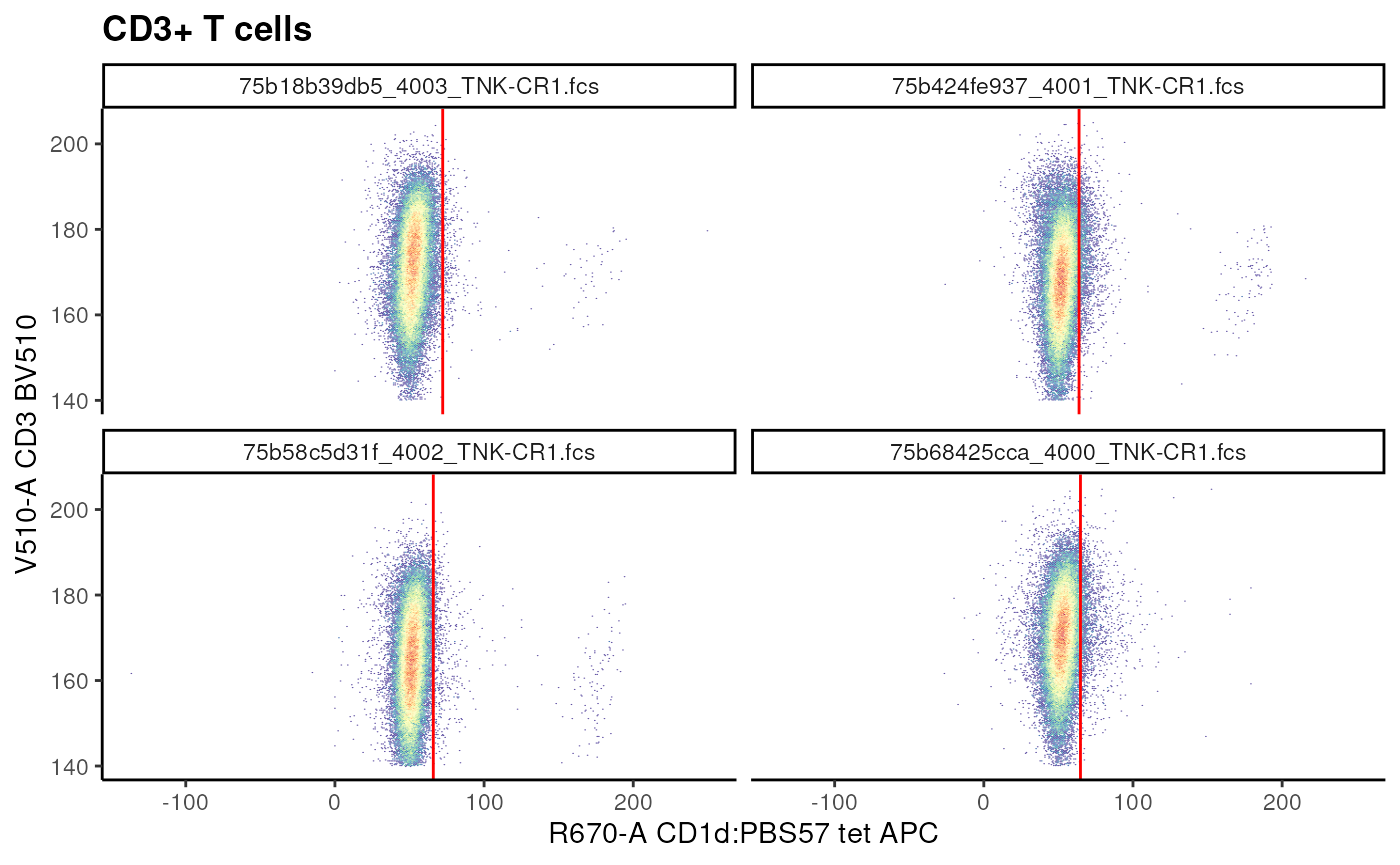 CD3+ T cells
75b18b39db5_4003_TNK-CR1.fcs
75b424fe937_4001_TNK-CR1.fcs
200
180
160
140
75b58c5d31f_4002_TNK-CR1.fcs
75b68425cca_4000_TNK-CR1.fcs
200
180
160
140
V510-A CD3 BV510
-100
0
100
200
-100
0
100
200
R670-A CD1d:PBS57 tet APC